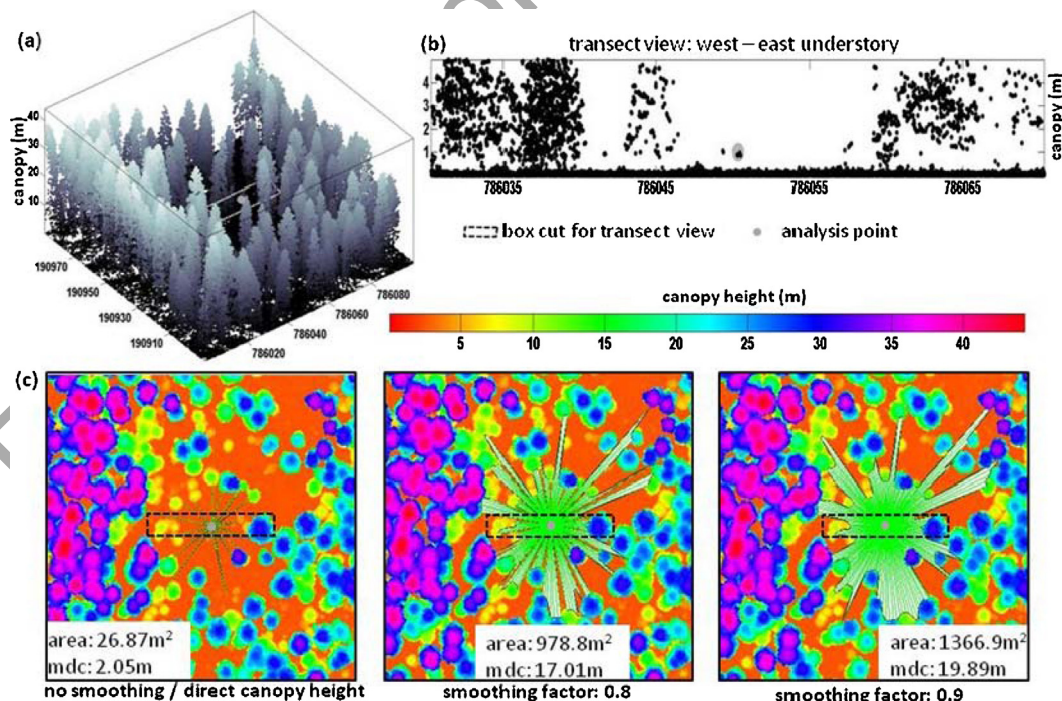 (a)
canopy (m)
40
30
20
10
190970
190950
190930
190910
786020
786040
786060
786080
(b)
transect view: west – east understory
4
3
2
1
canopy (m)
786035 786045 786055 786065
box cut for transect view analysis point
canopy height (m)
5 10 15 20 25 30 35 40
(c)
area: 26.87m²
mdc: 2.05m
no smoothing / direct canopy height
area: 978.8m²
mdc: 17.01m
smoothing factor: 0.8
area: 1366.9m²
mdc: 19.89m
smoothing factor: 0.9